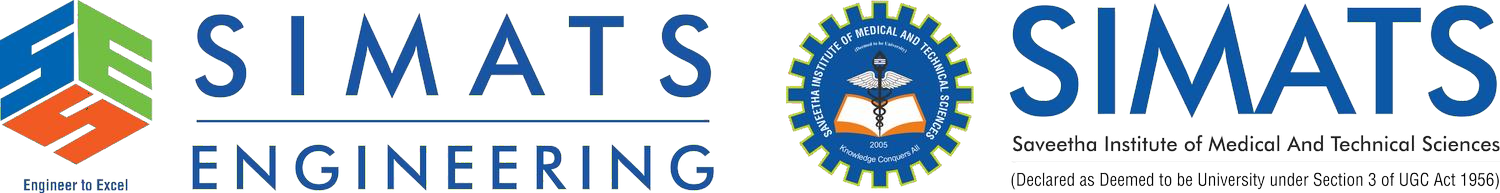 SES
Engineer to Excel
SIMATS
ENGINEERING
SAVEETHA INSTITUTE OF MEDICAL AND TECHNICAL SCIENCES
(Deemed to be University)
2005
Knowledge Conquers All
SIMATS
Saveetha Institute of Medical And Technical Sciences
(Declared as Deemed to be University under Section 3 of UGC Act 1956)